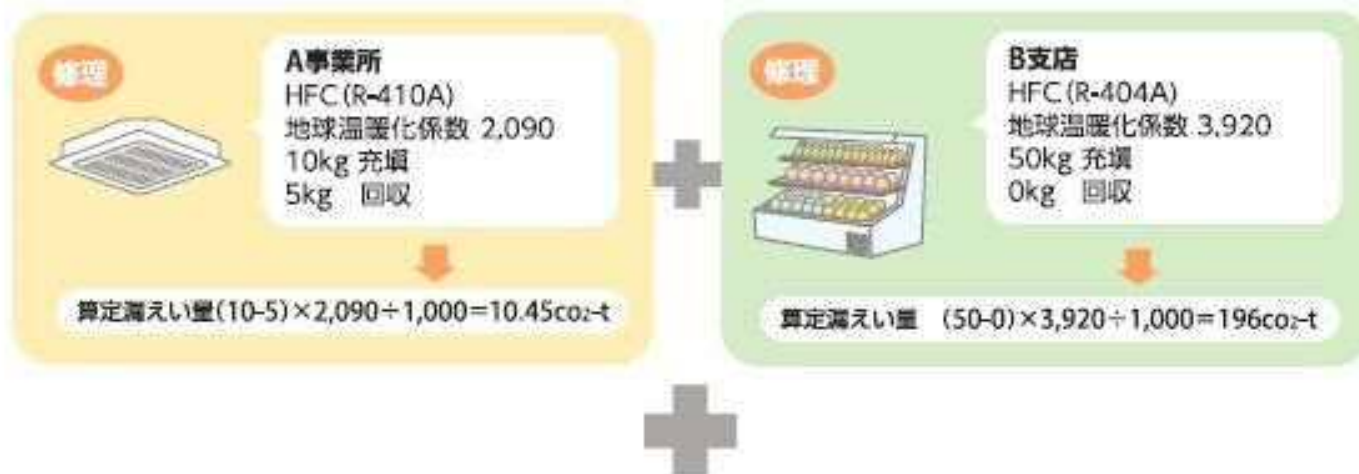 修理
A事業所
HFC(R-410A)
地球温暖化係数 2,090
10kg 充塡
5kg 回収
算定漏えい量(10-5)×2,090÷1,000=10.45co₂-t
修理
B支店
HFC(R-404A)
地球温暖化係数 3,920
50kg 充塡
0kg 回収
算定漏えい量 (50-0)×3,920÷1,000=196co₂-t